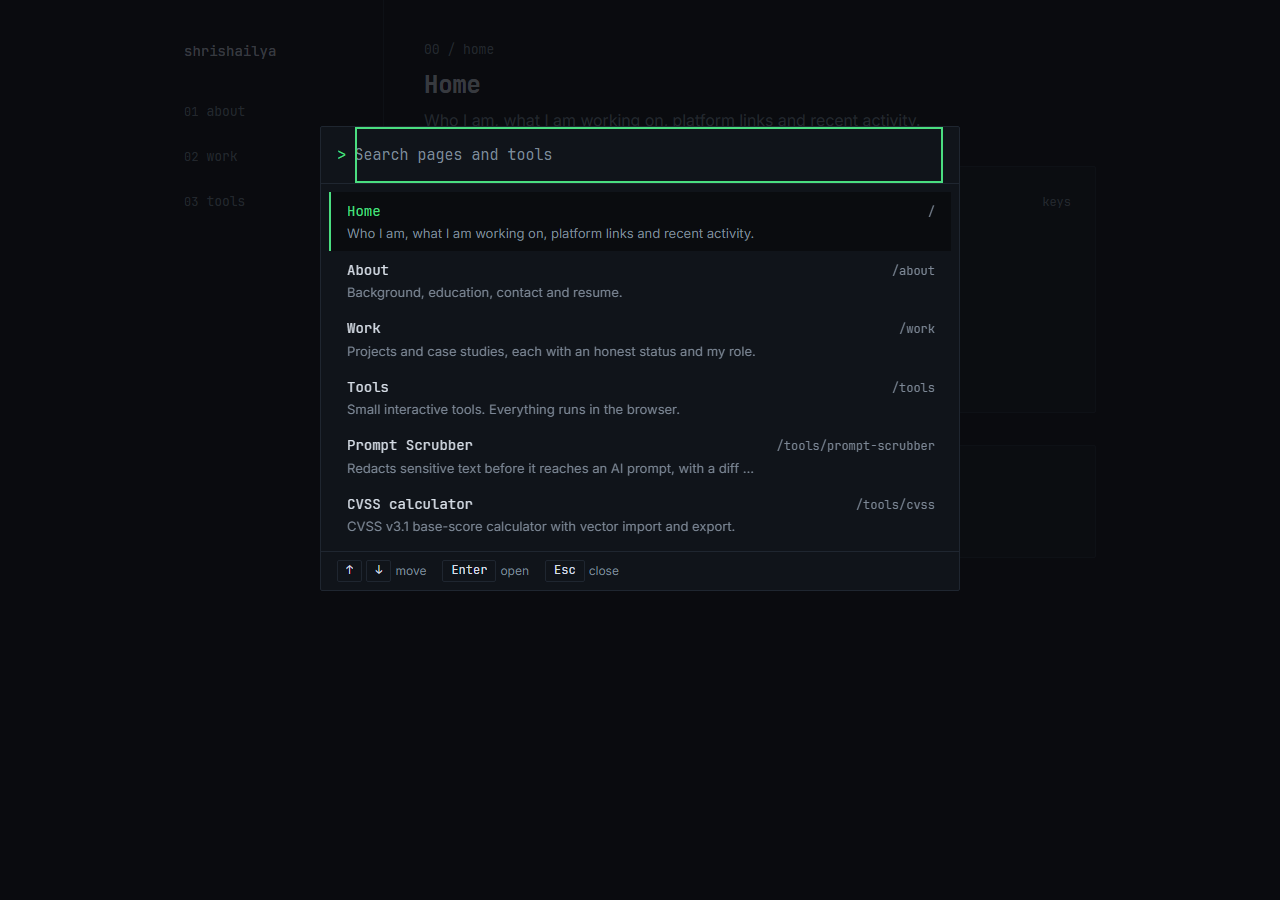 shrishailya
01 about
02 work
03 tools
00 / home
Home
Who I am, what I am working on, platform links and recent activity.
keys
> Search pages and tools
Home /
Who I am, what I am working on, platform links and recent activity.
About /about
Background, education, contact and resume.
Work /work
Projects and case studies, each with an honest status and my role.
Tools /tools
Small interactive tools. Everything runs in the browser.
Prompt Scrubber /tools/prompt-scrubber
Redacts sensitive text before it reaches an AI prompt, with a diff ...
CVSS calculator /tools/cvss
CVSS v3.1 base-score calculator with vector import and export.
↑ ↓ move Enter open Esc close